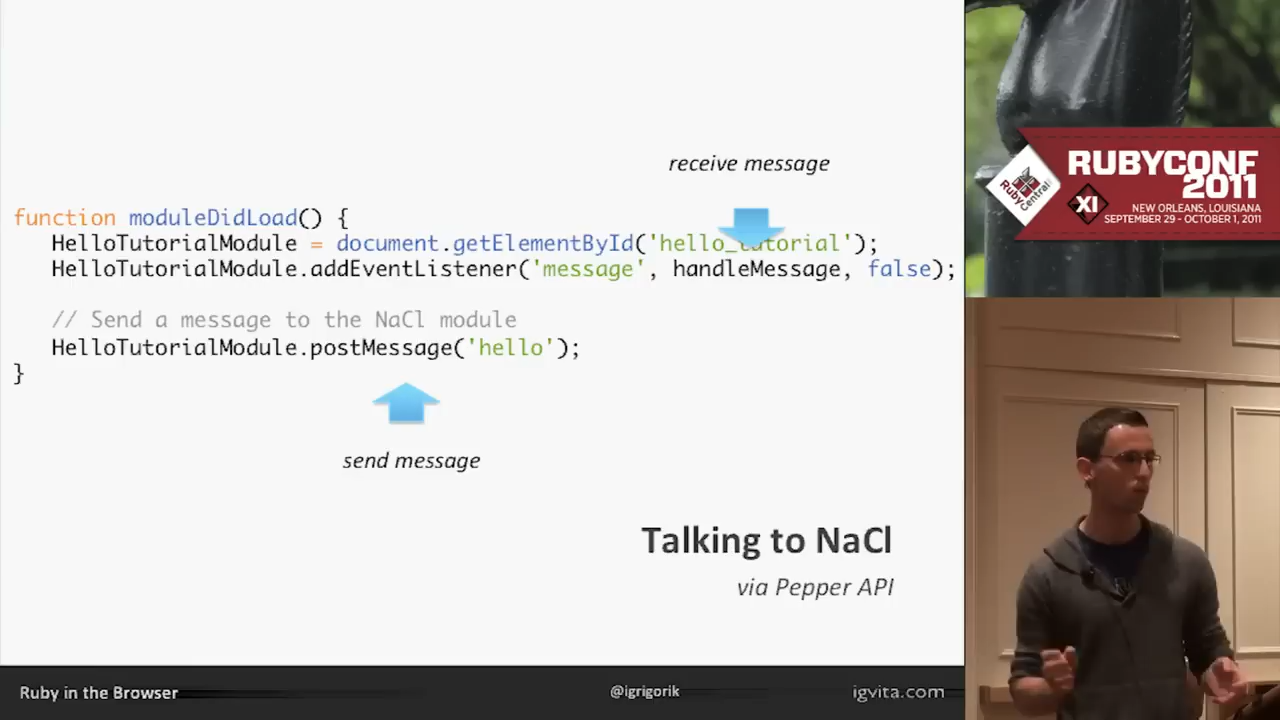 receive message
function moduleDidLoad() {
HelloTutorialModule = document.getElementById('hello_tutorial');
HelloTutorialModule.addEventListener('message', handleMessage, false);
// Send a message to the NaCl module
HelloTutorialModule.postMessage('hello');
}
send message
Talking to NaCl
via Pepper API
Ruby in the Browser
@igrigorik
igvita.com
RubyCentral
XI
RUBYCONF
2011
NEW ORLEANS, LOUISIANA
SEPTEMBER 29 - OCTOBER 1, 2011